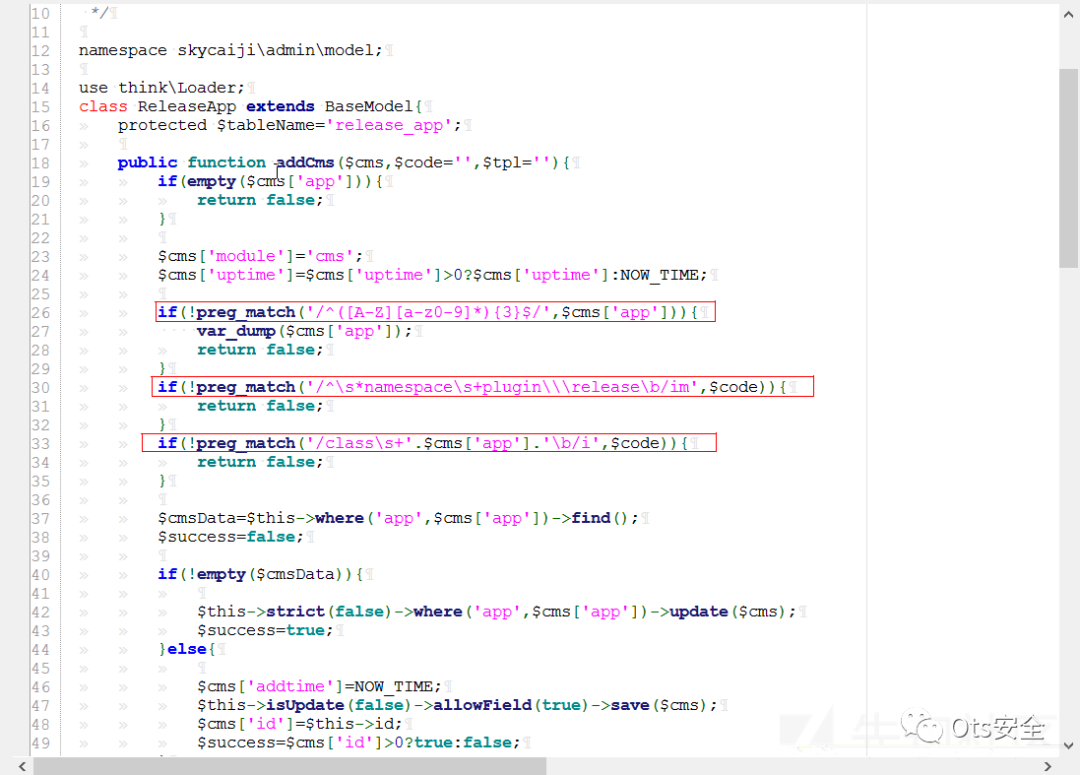 10 */
11
12 namespace skycaiji\admin\model;
13
14 use think\Loader;
15 class ReleaseApp extends BaseModel{
16 protected $tableName='release_app';
17
18 public function addCms($cms,$code='',$tpl=''){
19 if(empty($cms['app'])){
20 return false;
21 }
22
23 $cms['module']='cms';
24 $cms['uptime']=$cms['uptime']>0?$cms['uptime']:NOW_TIME;
25
26 if(!preg_match('/^([A-Z][a-z0-9]*){3}$/',$cms['app'])){
27 var_dump($cms['app']);
28 return false;
29 }
30 if(!preg_match('/^\s*namespace\s+plugin\\\release\b/im',$code)){
31 return false;
32 }
33 if(!preg_match('/class\s+'.$cms['app'].'\b/i',$code)){
34 return false;
35 }
36
37 $cmsData=$this->where('app',$cms['app'])->find();
38 $success=false;
39
40 if(!empty($cmsData)){
41
42 $this->strict(false)->where('app',$cms['app'])->update($cms);
43 $success=true;
44 }else{
45
46 $cms['addtime']=NOW_TIME;
47 $this->isUpdate(false)->allowField(true)->save($cms);
48 $cms['id']=$this->id;
49 $success=$cms['id']>0?true:false;
Ots安全